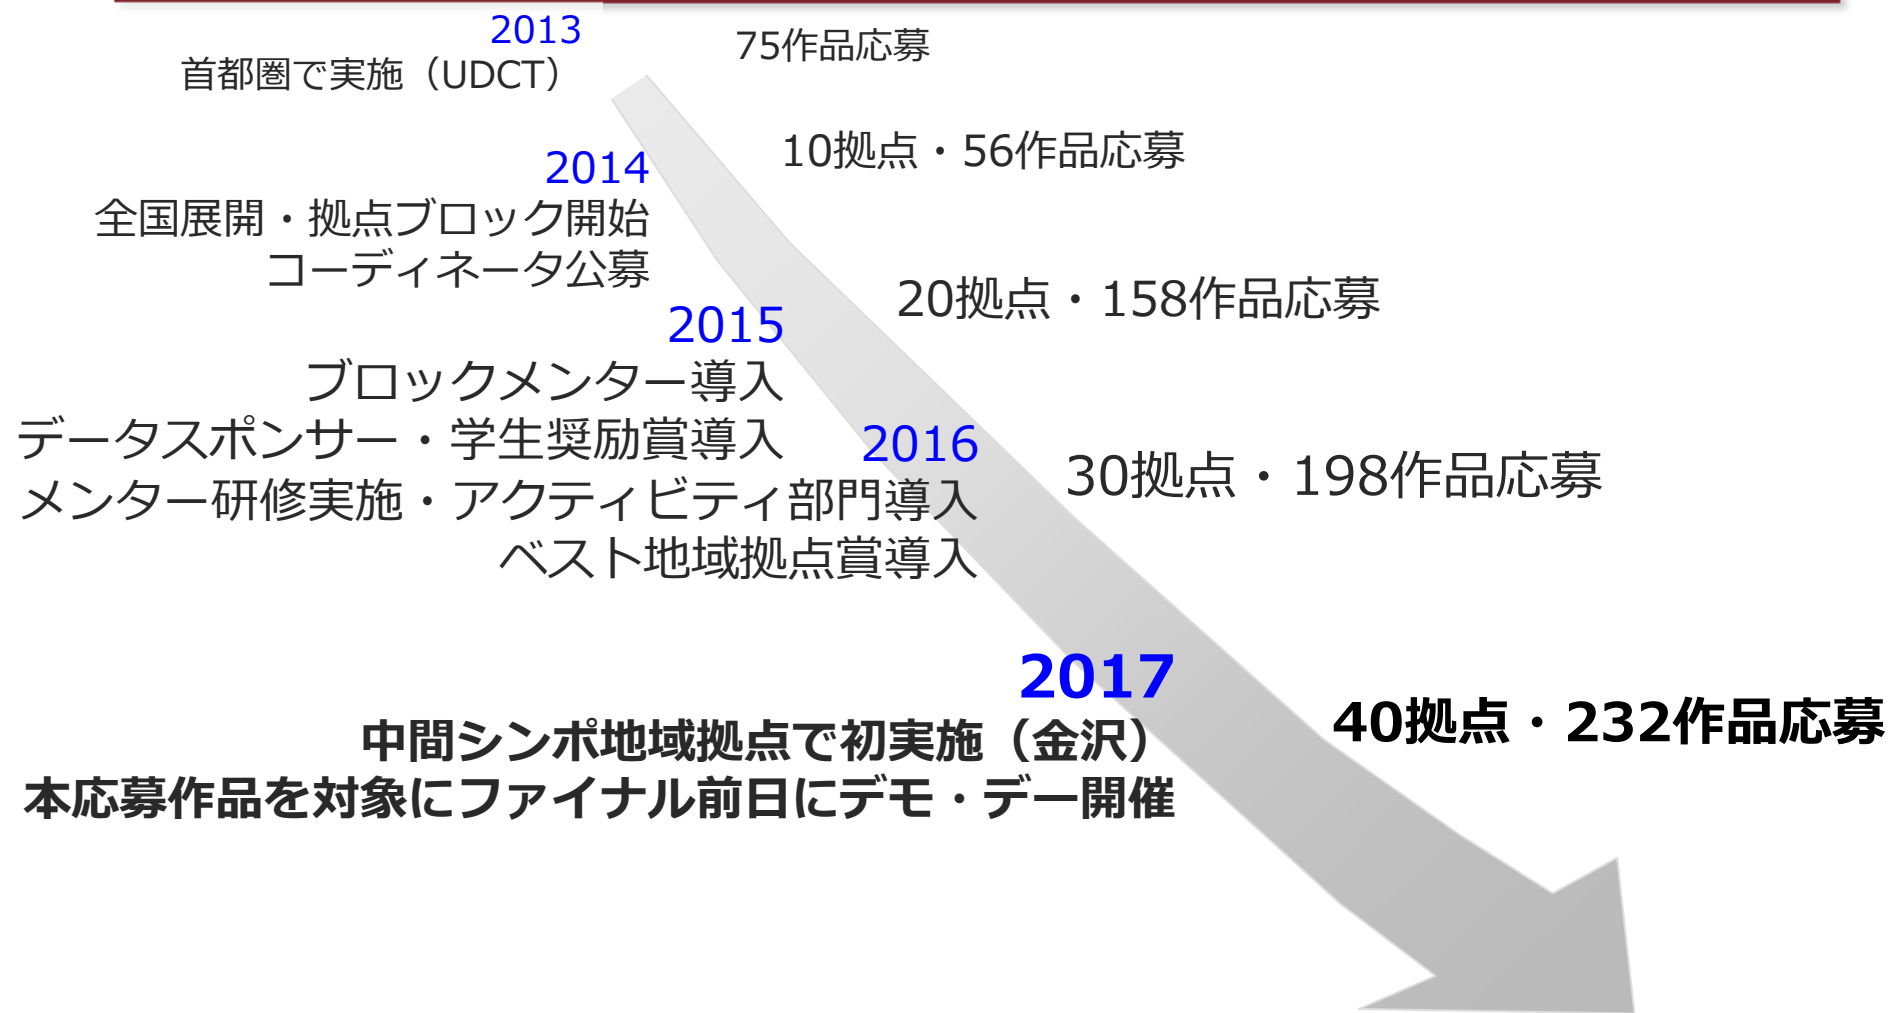 2013
首都圏で実施（UDCT）
75作品応募
2014
全国展開・拠点ブロック開始
コーディネータ公募
10拠点・56作品応募
2015
ブロックメンター導入
データスポンサー・学生奨励賞導入
20拠点・158作品応募
2016
メンター研修実施・アクティビティ部門導入
ベスト地域拠点賞導入
30拠点・198作品応募
2017
中間シンポ地域拠点で初実施（金沢）
本応募作品を対象にファイナル前日にデモ・デー開催
40拠点・232作品応募